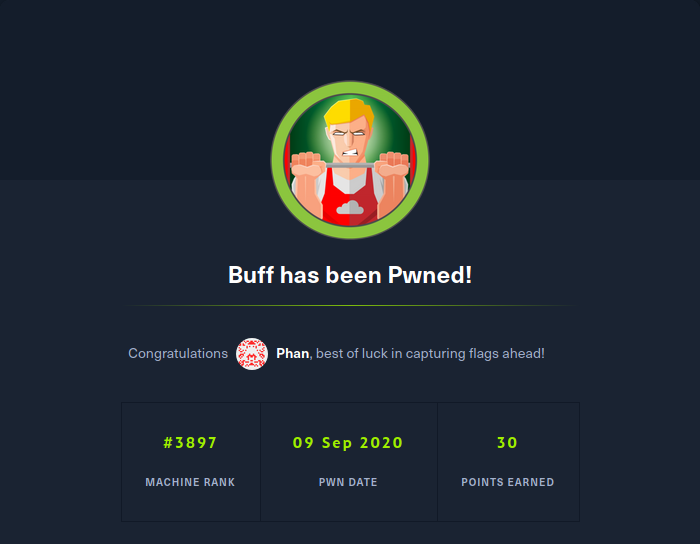 Buff has been Pwned!
Congratulations Phan, best of luck in capturing flags ahead!
#3897 09 Sep 2020 30
MACHINE RANK PWN DATE POINTS EARNED